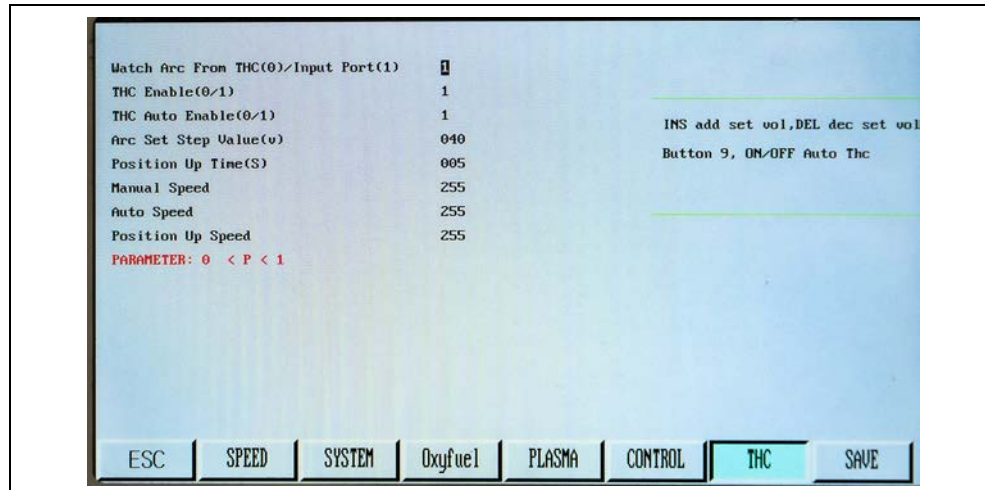 Watch Arc From THC(0)/Input Port(1) 1
THC Enable(0/1) 1
THC Auto Enable(0/1) 1
Arc Set Step Value(v) 040
Position Up Time(S) 005
Manual Speed 255
Auto Speed 255
Position Up Speed 255
PARAMETER: 0 < P < 1
INS add set vol,DEL dec set vol
Button 9, ON/OFF Auto Thc
ESC SPEED SYSTEM Oxyfuel PLASMA CONTROL THC SAVE